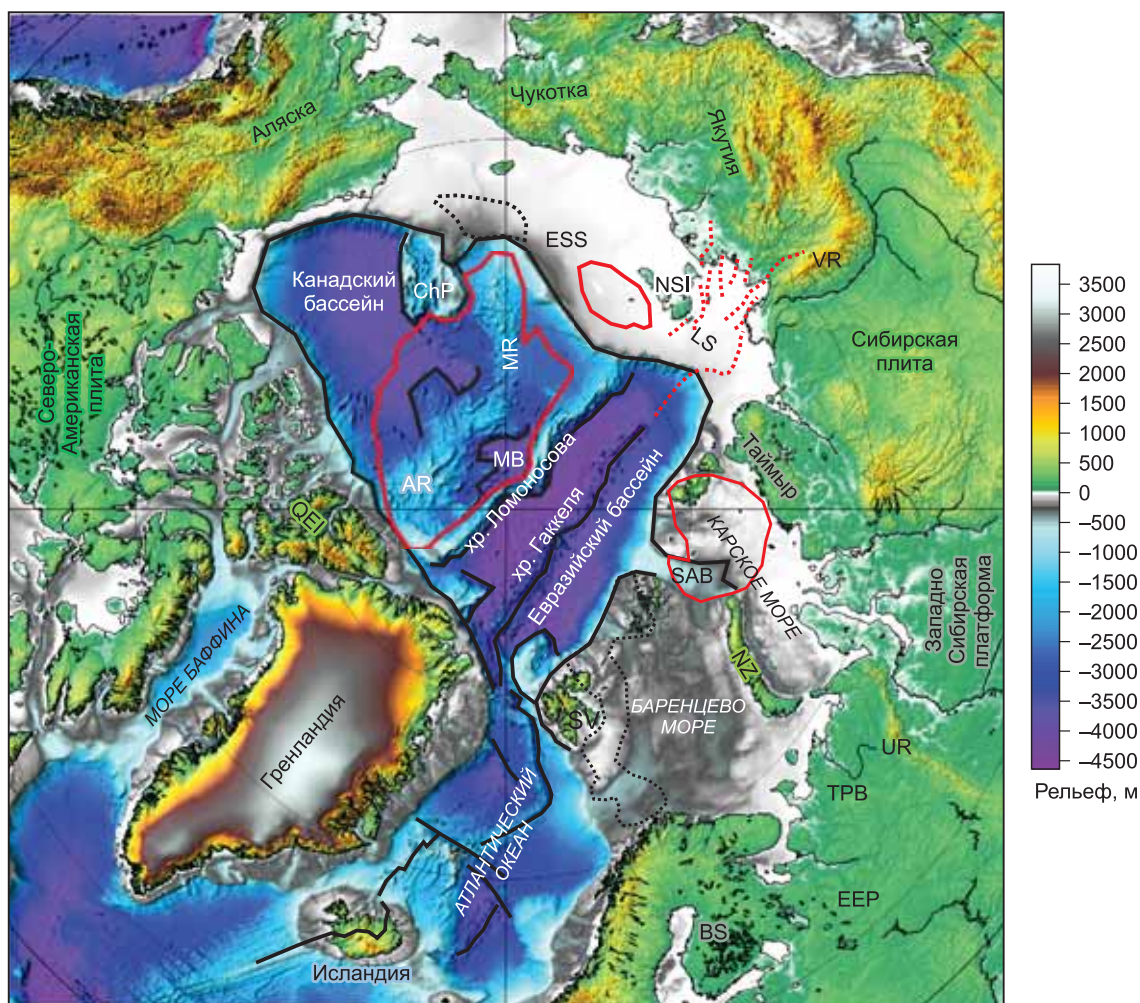 Аляска
Чукотка
Якутия
ESS
NSI
VR
Канадский
бассейн
ChP
MR
LS
Сибирская
плита
Северо-
Американская
плита
MB
AR
хр. Ломоносова
хр. Гаккеля
Евразийский бассейн
Таймыр
QEI
КАРСКОЕ МОРЕ
SAB
Западно
Сибирская
платформа
МОРЕ БАФФИНА
NZ
SV
БАРЕНЦЕВО
МОРЕ
Гренландия
UR
TPB
АТЛАНТИЧЕСКИЙ
ОКЕАН
EEP
BS
Исландия
3500
3000
2500
2000
1500
1000
500
0
–500
–1000
–1500
–2000
–2500
–3000
–3500
–4000
–4500
Рельеф, м